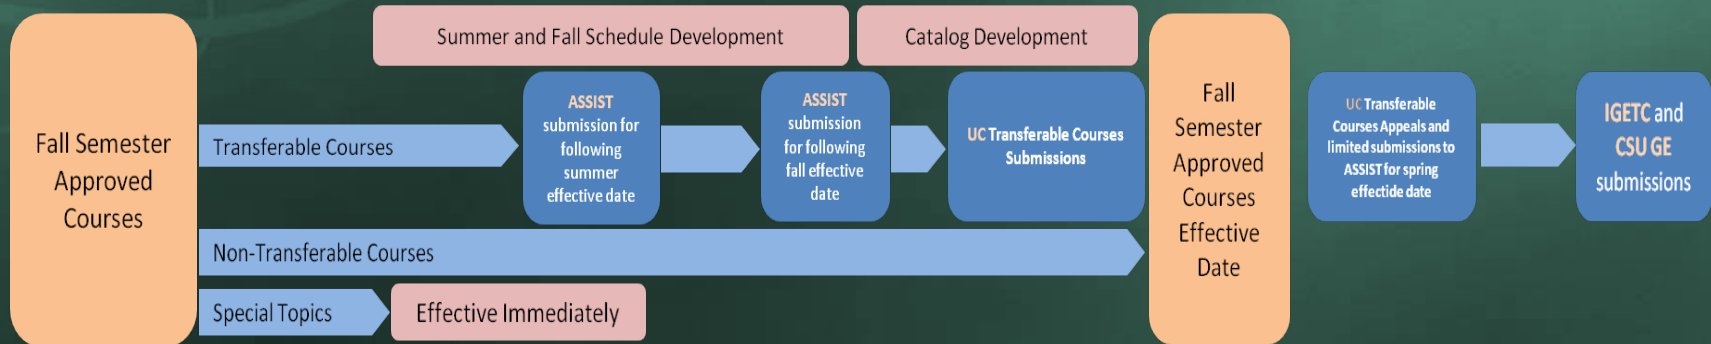 Summer and Fall Schedule Development
Catalog Development
Fall Semester
Approved
Courses
Transferable Courses
ASSIST
submission for
following
summer
effective date
ASSIST
submission
for following
fall effective
date
UC Transferable Courses
Submissions
Non-Transferable Courses
Special Topics
Effective Immediately
Fall
Semester
Approved
Courses
Effective
Date
UC Transferable
Courses Appeals and
limited submissions to
ASSIST for spring
effectide date
IGETC and
CSU GE
submissions